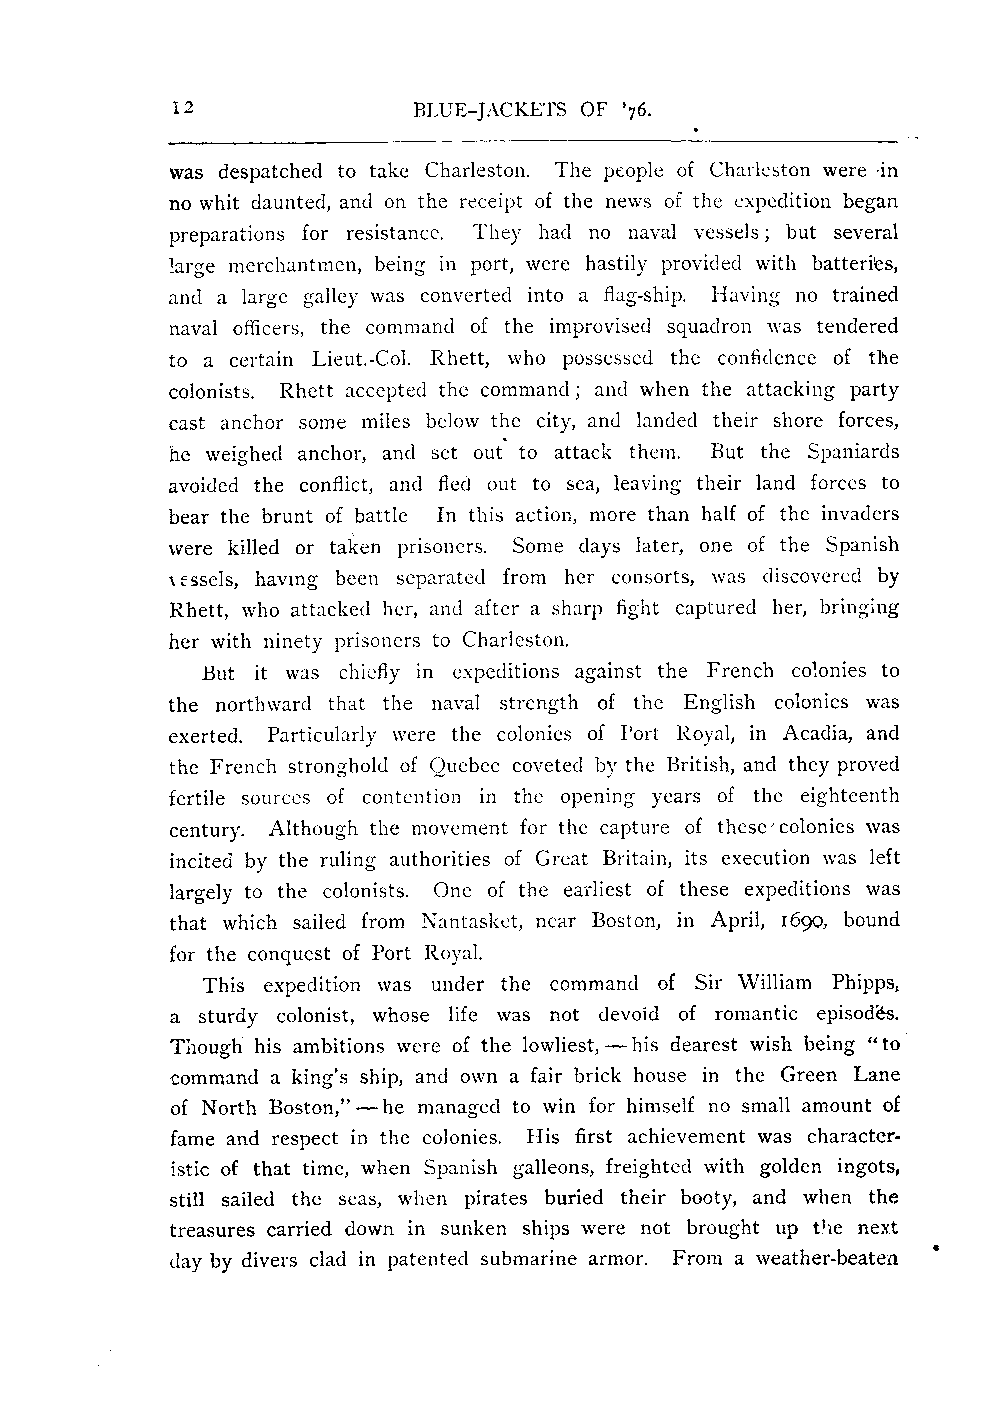 12 BLUE-JACKETS OF '76.
was despatched to take Charleston. The people of Charleston were in
no whit daunted, and on the receipt of the news of the expedition began
preparations for resistance. They had no naval vessels; but several
large merchantmen, being in port, were hastily provided with batteries,
and a large galley was converted into a flag-ship. Having no trained
naval officers, the command of the improvised squadron was tendered
to a certain Lieut.-Col. Rhett, who possessed the confidence of the
colonists. Rhett accepted the command; and when the attacking party
cast anchor some miles below the city, and landed their shore forces,
he weighed anchor, and set out to attack them. But the Spaniards
avoided the conflict, and fled out to sea, leaving their land forces to
bear the brunt of battle In this action, more than half of the invaders
were killed or taken prisoners. Some days later, one of the Spanish
vessels, having been separated from her consorts, was discovered by
Rhett, who attacked her, and after a sharp fight captured her, bringing
her with ninety prisoners to Charleston.
But it was chiefly in expeditions against the French colonies to
the northward that the naval strength of the English colonies was
exerted. Particularly were the colonies of Port Royal, in Acadia, and
the French stronghold of Quebec coveted by the British, and they proved
fertile sources of contention in the opening years of the eighteenth
century. Although the movement for the capture of these colonies was
incited by the ruling authorities of Great Britain, its execution was left
largely to the colonists. One of the earliest of these expeditions was
that which sailed from Nantasket, near Boston, in April, 1690, bound
for the conquest of Port Royal.
This expedition was under the command of Sir William Phipps,
a sturdy colonist, whose life was not devoid of romantic episodes.
Though his ambitions were of the lowliest, — his dearest wish being "to
command a king's ship, and own a fair brick house in the Green Lane
of North Boston," — he managed to win for himself no small amount of
fame and respect in the colonies. His first achievement was character-
istic of that time, when Spanish galleons, freighted with golden ingots,
still sailed the seas, when pirates buried their booty, and when the
treasures carried down in sunken ships were not brought up the next
day by divers clad in patented submarine armor. From a weather-beaten